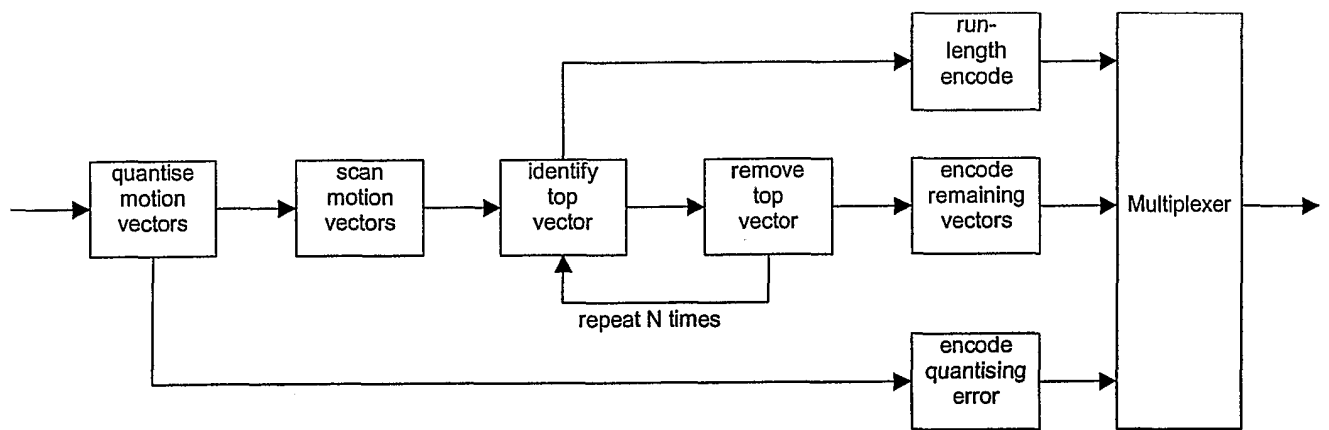 run-
length
encode
quantise
motion
vectors
scan
motion
vectors
identify
top
vector
remove
top
vector
encode
remaining
vectors
Multiplexer
repeat N times
encode
quantising
error